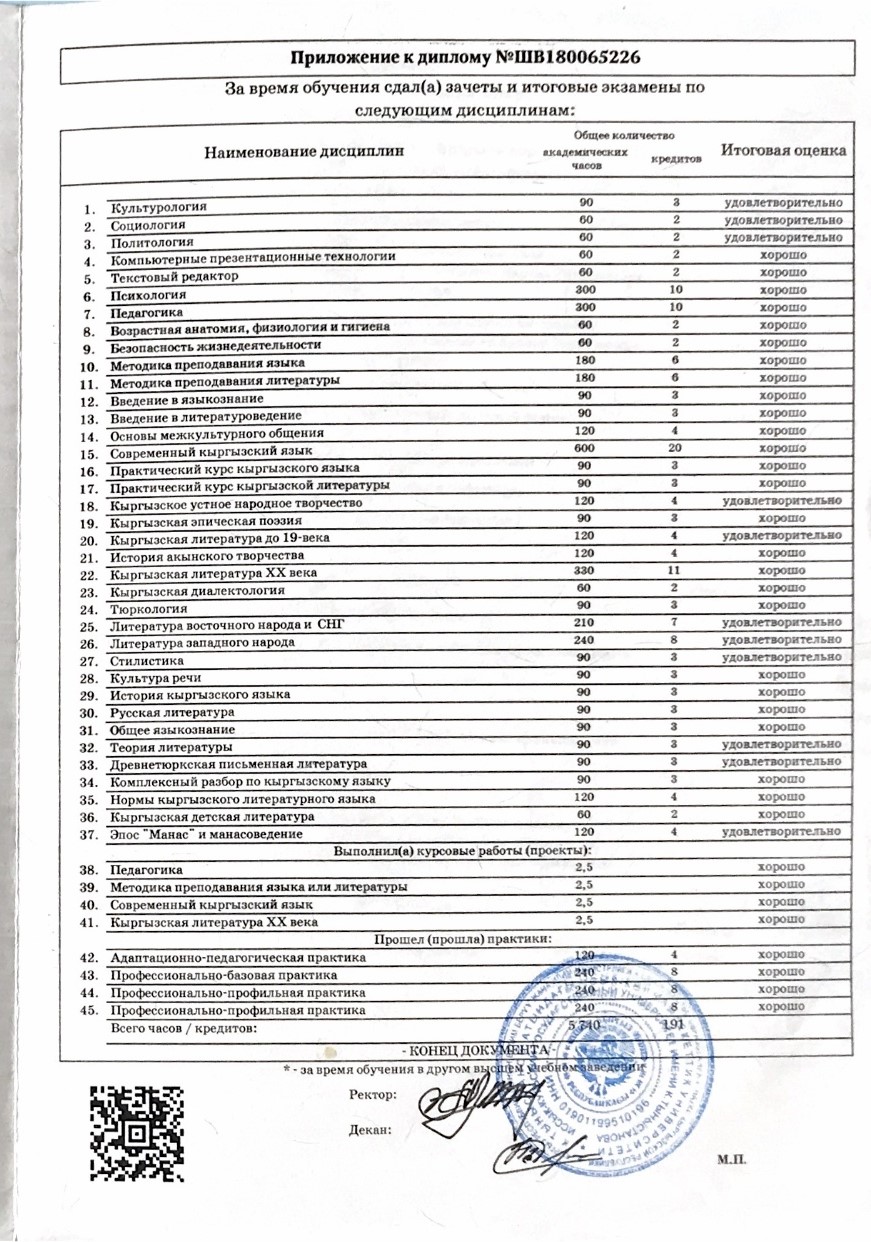 Приложение к диплому №ШВ180065226
За время обучения сдал(а) зачеты и итоговые экзамены по
следующим дисциплинам:
Наименование дисциплин Общее количество академических часов кредитов Итоговая оценка
1. Культурология 90 3 удовлетворительно
2. Социология 60 2 удовлетворительно
3. Политология 60 2 удовлетворительно
4. Компьютерные презентационные технологии 60 2 хорошо
5. Текстовый редактор 60 2 хорошо
6. Психология 300 10 хорошо
7. Педагогика 300 10 хорошо
8. Возрастная анатомия, физиология и гигиена 60 2 хорошо
9. Безопасность жизнедеятельности 60 2 хорошо
10. Методика преподавания языка 180 6 хорошо
11. Методика преподавания литературы 180 6 хорошо
12. Введение в языкознание 90 3 хорошо
13. Введение в литературоведение 90 3 хорошо
14. Основы межкультурного общения 120 4 хорошо
15. Современный кыргызский язык 600 20 хорошо
16. Практический курс кыргызского языка 90 3 хорошо
17. Практический курс кыргызской литературы 90 3 хорошо
18. Кыргызское устное народное творчество 120 4 удовлетворительно
19. Кыргызская эпическая поэзия 90 3 хорошо
20. Кыргызская литература до 19-века 120 4 удовлетворительно
21. История акынского творчества 120 4 хорошо
22. Кыргызская литература XX века 330 11 хорошо
23. Кыргызская диалектология 60 2 хорошо
24. Тюркология 90 3 хорошо
25. Литература восточного народа и СНГ 210 7 удовлетворительно
26. Литература западного народа 240 8 удовлетворительно
27. Стилистика 90 3 удовлетворительно
28. Культура речи 90 3 хорошо
29. История кыргызского языка 90 3 хорошо
30. Русская литература 90 3 хорошо
31. Общее языкознание 90 3 хорошо
32. Теория литературы 90 3 удовлетворительно
33. Древнетюркская письменная литература 90 3 удовлетворительно
34. Комплексный разбор по кыргызскому языку 90 3 хорошо
35. Нормы кыргызского литературного языка 120 4 хорошо
36. Кыргызская детская литература 60 2 хорошо
37. Эпос "Манас" и манасоведение 120 4 удовлетворительно
Выполнил(а) курсовые работы (проекты):
38. Педагогика 2,5 хорошо
39. Методика преподавания языка или литературы 2,5 хорошо
40. Современный кыргызский язык 2,5 хорошо
41. Кыргызская литература XX века 2,5 хорошо
Прошел (прошла) практики:
42. Адаптационно-педагогическая практика 120 4 хорошо
43. Профессионально-базовая практика 240 8 хорошо
44. Профессионально-профильная практика 240 8 хорошо
45. Профессионально-профильная практика 240 8 хорошо
Всего часов / кредитов: 5 740 191
- КОНЕЦ ДОКУМЕНТА -
* - за время обучения в другом высшем учебном заведении
Ректор:
Декан:
М.П.
ИНН 01901199510196